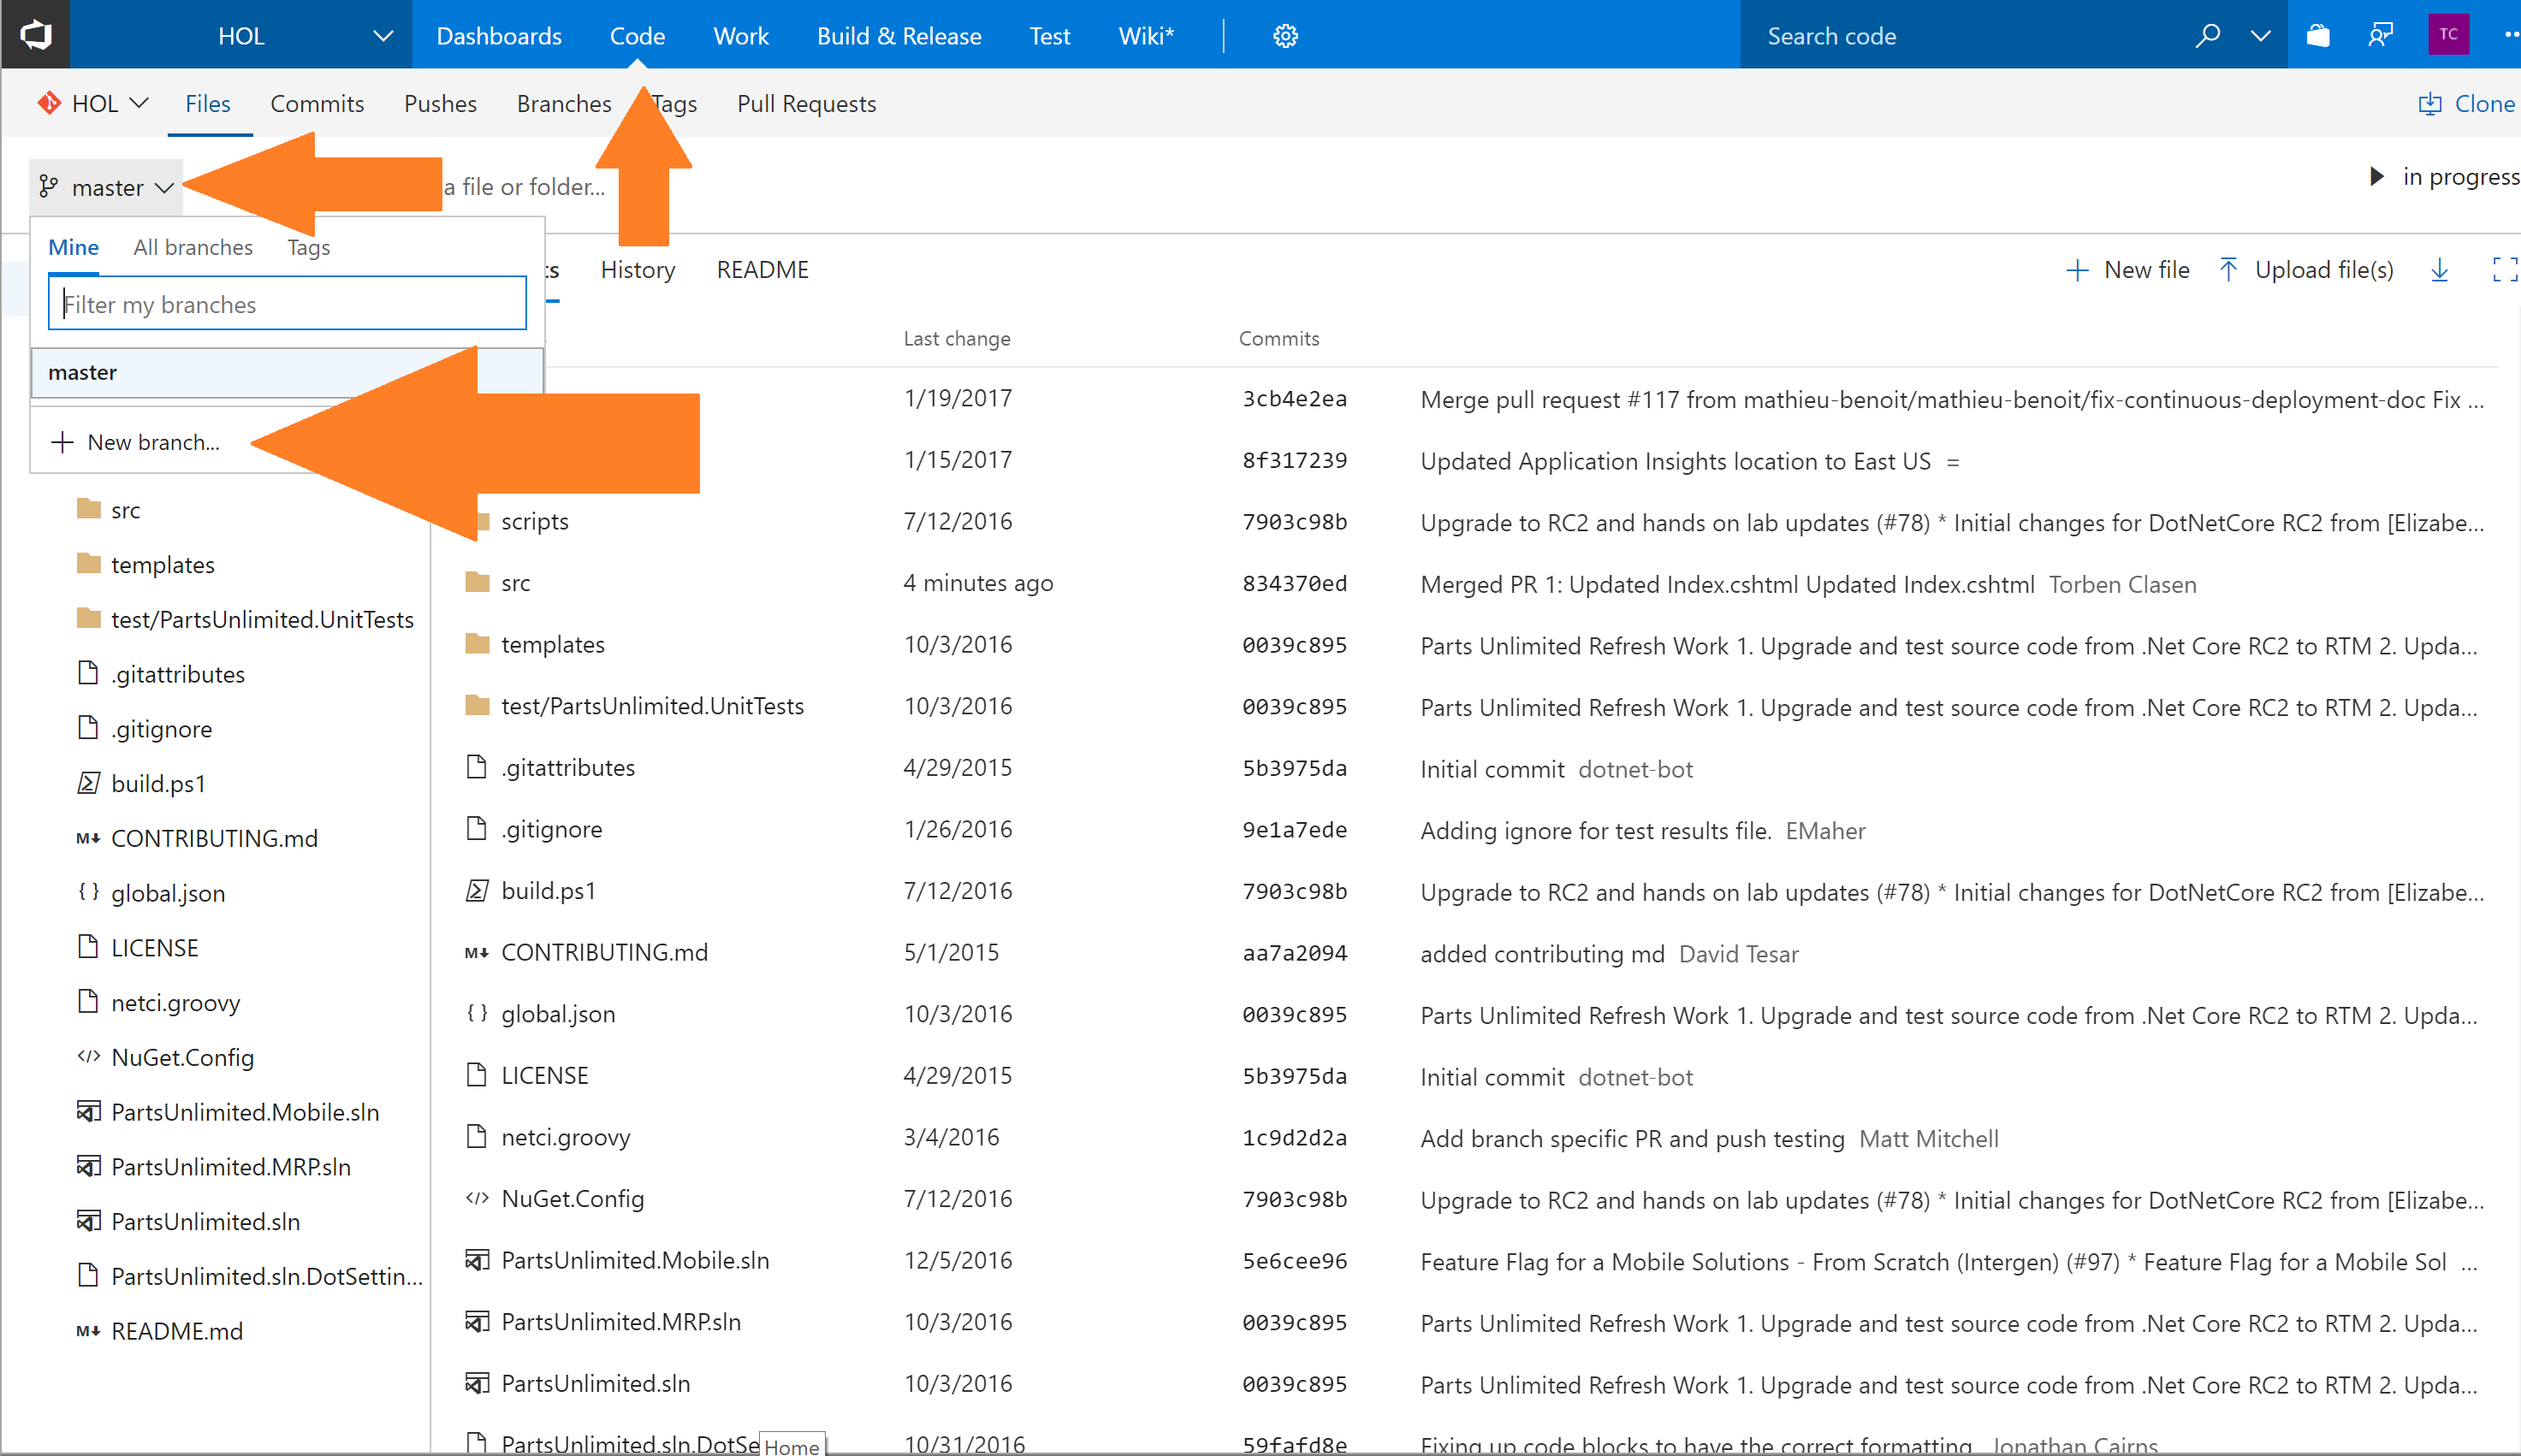 HOL Dashboards Code Work Build & Release Test Wiki* Search code TC
HOL Files Commits Pushes Branches Tags Pull Requests Clone
master a file or folder... in progress
Mine All branches Tags
History README New file Upload file(s)
Filter my branches
Last change Commits
master
1/19/2017 3cb4e2ea Merge pull request #117 from mathieu-benoit/mathieu-benoit/fix-continuous-deployment-doc Fix ...
New branch...
1/15/2017 8f317239 Updated Application Insights location to East US =
src
templates
test/PartsUnlimited.UnitTests
.gitattributes
.gitignore
build.ps1
CONTRIBUTING.md
global.json
LICENSE
netci.groovy
NuGet.Config
PartsUnlimited.Mobile.sln
PartsUnlimited.MRP.sln
PartsUnlimited.sln
PartsUnlimited.sln.DotSettin...
README.md
scripts 7/12/2016 7903c98b Upgrade to RC2 and hands on lab updates (#78) * Initial changes for DotNetCore RC2 from [Elizabe...
src 4 minutes ago 834370ed Merged PR 1: Updated Index.cshtml Updated Index.cshtml Torben Clasen
templates 10/3/2016 0039c895 Parts Unlimited Refresh Work 1. Upgrade and test source code from .Net Core RC2 to RTM 2. Upda...
test/PartsUnlimited.UnitTests 10/3/2016 0039c895 Parts Unlimited Refresh Work 1. Upgrade and test source code from .Net Core RC2 to RTM 2. Upda...
.gitattributes 4/29/2015 5b3975da Initial commit dotnet-bot
.gitignore 1/26/2016 9e1a7ede Adding ignore for test results file. EMaher
build.ps1 7/12/2016 7903c98b Upgrade to RC2 and hands on lab updates (#78) * Initial changes for DotNetCore RC2 from [Elizabe...
CONTRIBUTING.md 5/1/2015 aa7a2094 added contributing md David Tesar
global.json 10/3/2016 0039c895 Parts Unlimited Refresh Work 1. Upgrade and test source code from .Net Core RC2 to RTM 2. Upda...
LICENSE 4/29/2015 5b3975da Initial commit dotnet-bot
netci.groovy 3/4/2016 1c9d2d2a Add branch specific PR and push testing Matt Mitchell
NuGet.Config 7/12/2016 7903c98b Upgrade to RC2 and hands on lab updates (#78) * Initial changes for DotNetCore RC2 from [Elizabe...
PartsUnlimited.Mobile.sln 12/5/2016 5e6cee96 Feature Flag for a Mobile Solutions - From Scratch (Intergen) (#97) * Feature Flag for a Mobile Sol ...
PartsUnlimited.MRP.sln 10/3/2016 0039c895 Parts Unlimited Refresh Work 1. Upgrade and test source code from .Net Core RC2 to RTM 2. Upda...
PartsUnlimited.sln 10/3/2016 0039c895 Parts Unlimited Refresh Work 1. Upgrade and test source code from .Net Core RC2 to RTM 2. Upda...
PartsUnlimited.sln.DotSe Home 10/31/2016 59fafd8e Fixing up code blocks to have the correct formatting Jonathan Cairns